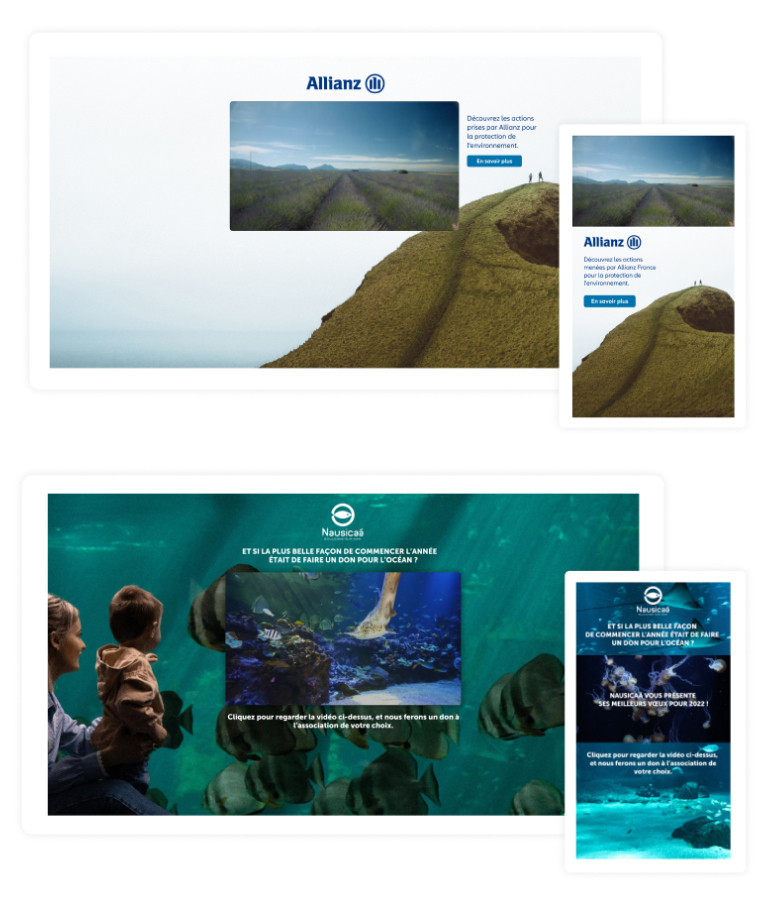 Allianz
Découvrez les actions
prises par Allianz pour
la protection de
l'environnement.
En savoir plus
Allianz
Découvrez les actions
menées par Allianz France
pour la protection de
l'environnement.
En savoir plus
Nausicaá
ET SI LA PLUS BELLE FAÇON DE COMMENCER L'ANNÉE
ÉTAIT DE FAIRE UN DON POUR L'OCÉAN ?
Cliquez pour regarder la vidéo ci-dessus, et nous ferons un don à
l'association de votre choix.
Nausicaá
ET SI LA PLUS BELLE FAÇON
DE COMMENCER L'ANNÉE ÉTAIT DE FAIRE
UN DON POUR L'OCÉAN ?
NAUSICAÁ VOUS PRÉSENTE
SES MEILLEURS VŒUX POUR 2022 !
Cliquez pour regarder la vidéo ci-dessus,
et nous ferons un don à l'association de
votre choix.